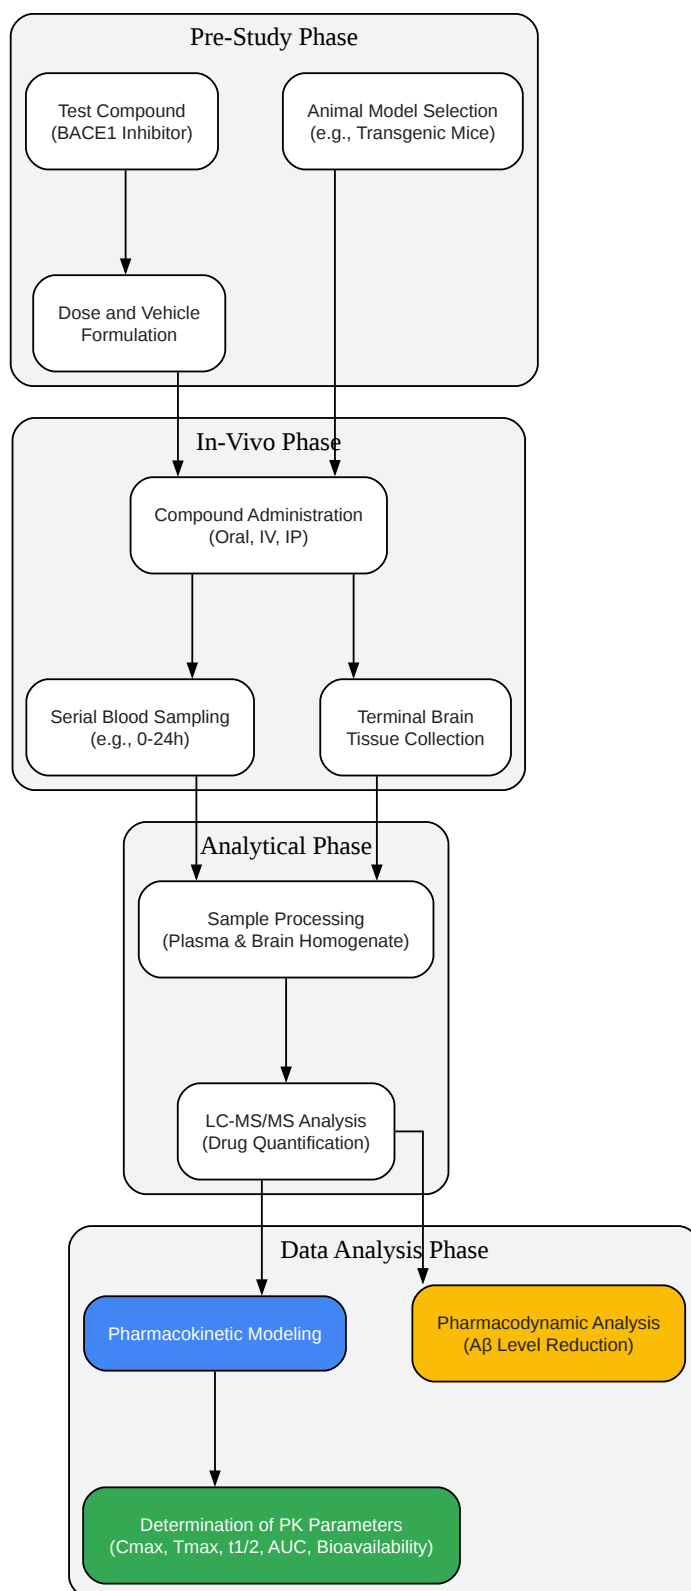 Pre-Study Phase
Test Compound
(BACE1 Inhibitor)
Animal Model Selection
(e.g., Transgenic Mice)
Dose and Vehicle
Formulation
In-Vivo Phase
Compound Administration
(Oral, IV, IP)
Serial Blood Sampling
(e.g., 0-24h)
Terminal Brain
Tissue Collection
Analytical Phase
Sample Processing
(Plasma & Brain Homogenate)
LC-MS/MS Analysis
(Drug Quantification)
Data Analysis Phase
Pharmacokinetic Modeling
Pharmacodynamic Analysis
(Aβ Level Reduction)
Determination of PK Parameters
(Cmax, Tmax, t1/2, AUC, Bioavailability)